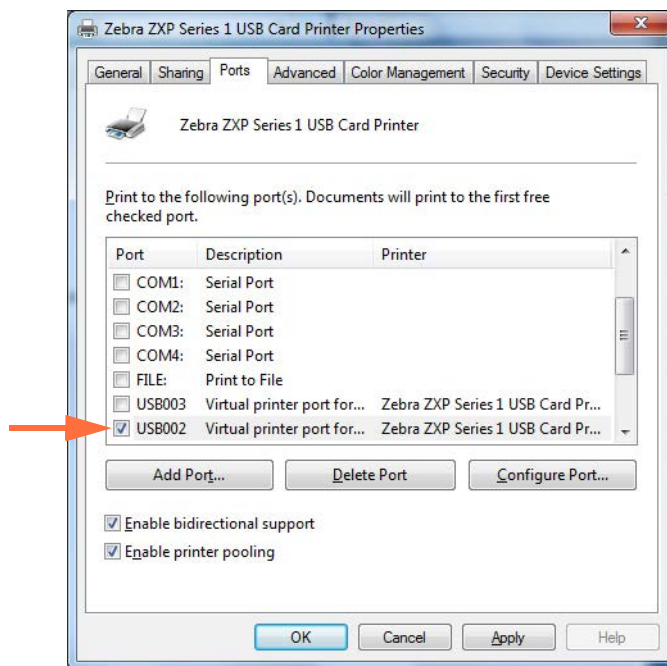 Zebra ZXP Series 1 USB Card Printer Properties
General Sharing Ports Advanced Color Management Security Device Settings
Zebra ZXP Series 1 USB Card Printer
Print to the following port(s). Documents will print to the first free
checked port.
Port Description Printer
COM1: Serial Port
COM2: Serial Port
COM3: Serial Port
COM4: Serial Port
FILE: Print to File
USB003 Virtual printer port for... Zebra ZXP Series 1 USB Card Pr...
USB002 Virtual printer port for... Zebra ZXP Series 1 USB Card Pr...
Add Port... Delete Port Configure Port...
Enable bidirectional support
Enable printer pooling
OK Cancel Apply Help